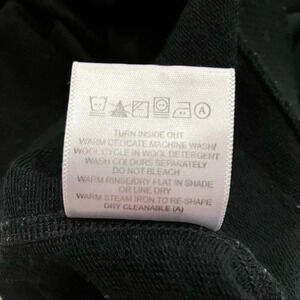 A
TURN INSIDE OUT
WARM DELICATE MACHINE WASH/
WOOL CYCLE IN WOOL DETERGENT
WASH COLOURS SEPARATELY
DO NOT BLEACH
WARM RINSE/DRY FLAT IN SHADE
OR LINE DRY
WARM STEAM IRON TO RE-SHAPE
DRY CLEANABLE (A)